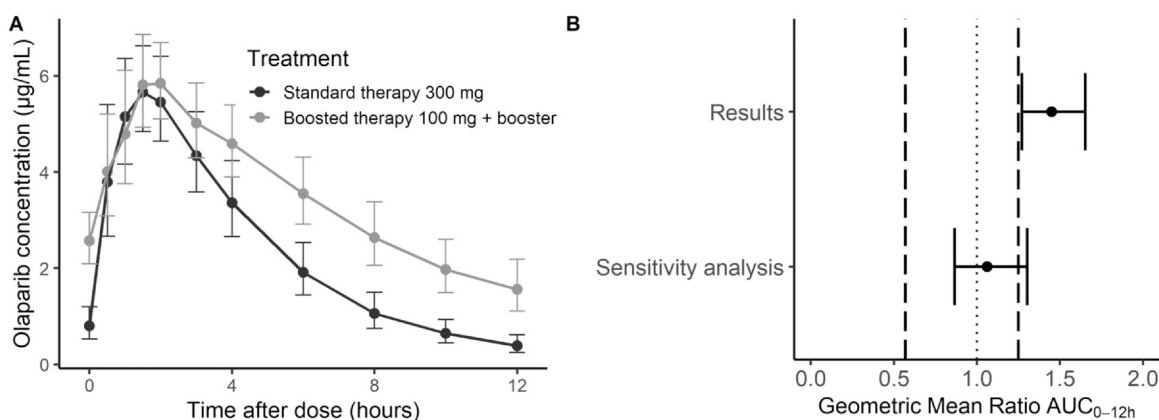 A
Olaparib concentration (µg/mL)
6
4
2
0
0 4 8 12
Time after dose (hours)
Treatment
Standard therapy 300 mg
Boosted therapy 100 mg + booster
B
Results
Sensitivity analysis
0.0 0.5 1.0 1.5 2.0
Geometric Mean Ratio AUC0–12h